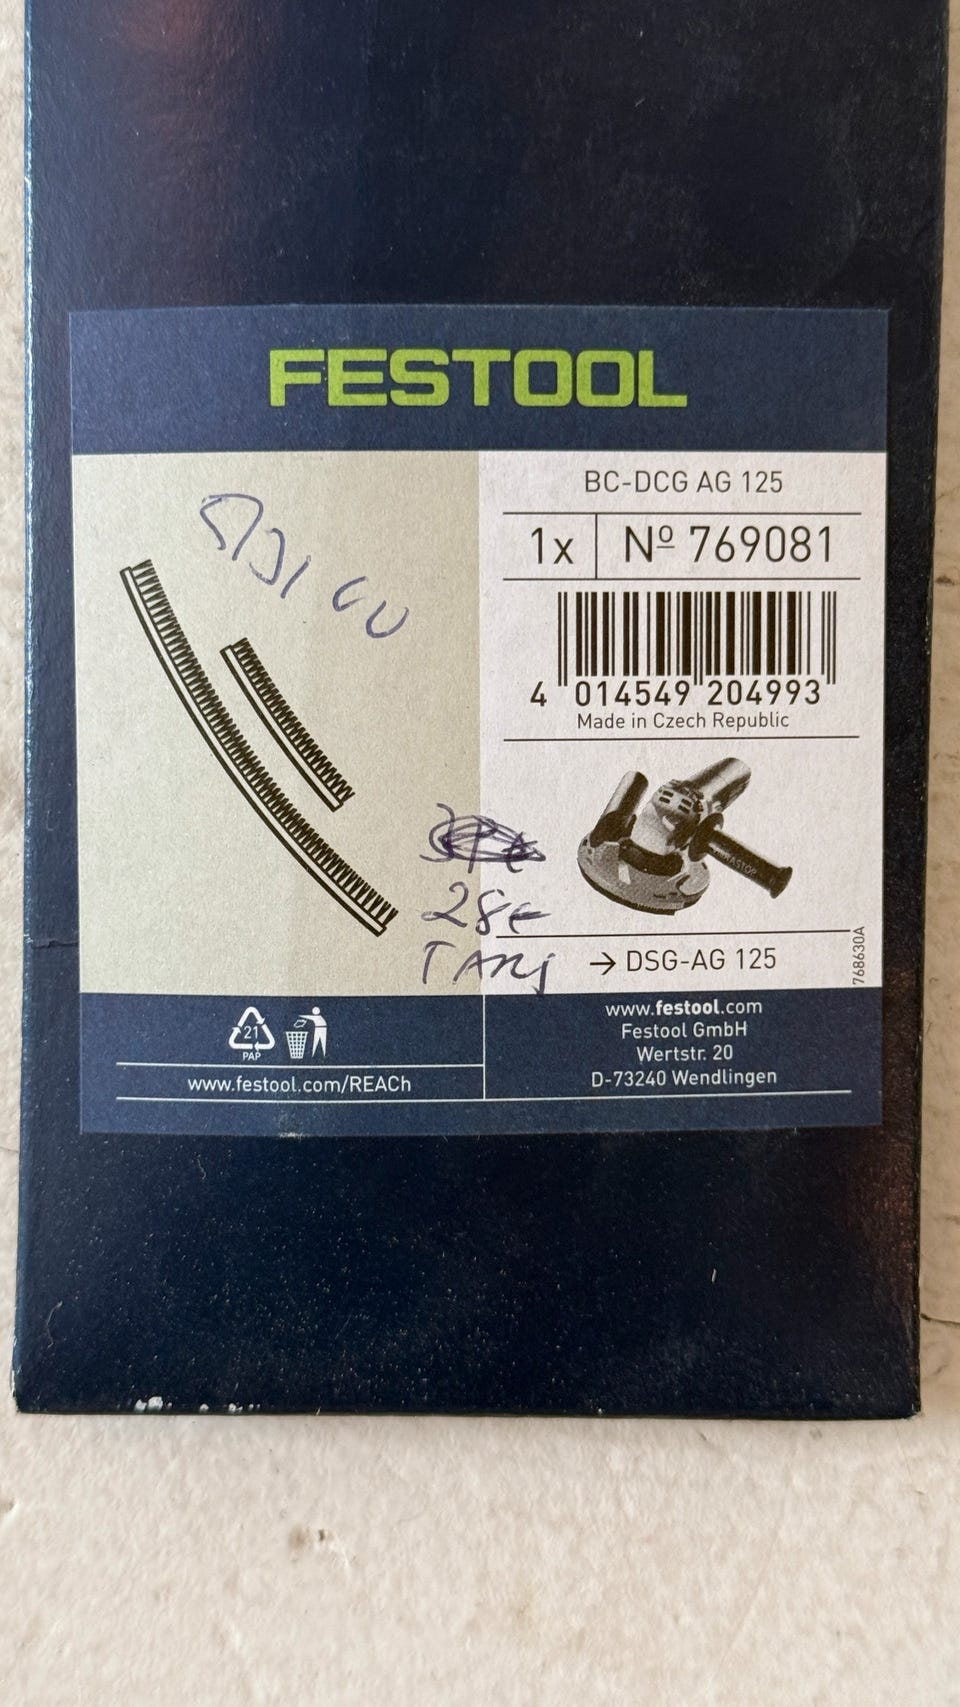 FESTOOL
BC-DCG AG 125
1x Nº 769081
4 014549 204993
Made in Czech Republic
28€
→ DSG-AG 125
768630A
21
PAP
www.festool.com/REACh
www.festool.com
Festool GmbH
Wertstr. 20
D-73240 Wendlingen